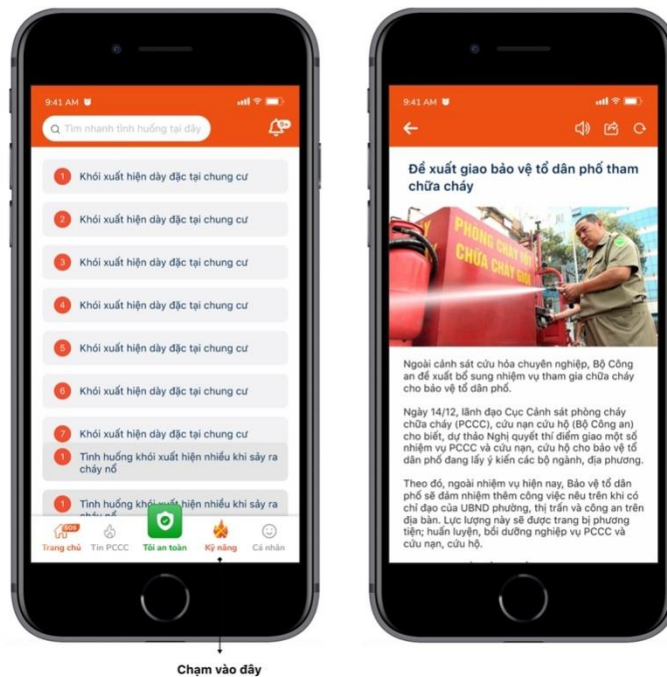 9:41 AM
Tìm nhanh tình huống tại đây
9+
1 Khói xuất hiện dày đặc tại chung cư
2 Khói xuất hiện dày đặc tại chung cư
3 Khói xuất hiện dày đặc tại chung cư
4 Khói xuất hiện dày đặc tại chung cư
5 Khói xuất hiện dày đặc tại chung cư
6 Khói xuất hiện dày đặc tại chung cư
7 Khói xuất hiện dày đặc tại chung cư
1 Tình huống khói xuất hiện nhiều khi sảy ra
cháy nổ
1 Tình huống khói xuất hiện nhiều khi sảy ra
cháy nổ
SOS
Trang chủ Tin PCCC Tôi an toàn Kỹ năng Cá nhân
Chạm vào đây
9:41 AM
Đề xuất giao bảo vệ tổ dân phố tham
chữa cháy
PHÒNG CHÁY TỐT
CHỮA CHÁY GIỎI
Ngoài cảnh sát cứu hỏa chuyên nghiệp, Bộ Công
an đề xuất bổ sung nhiệm vụ tham gia chữa cháy
cho bảo vệ tổ dân phố.
Ngày 14/12, lãnh đạo Cục Cảnh sát phòng cháy
chữa cháy (PCCC), cứu nạn cứu hộ (Bộ Công an)
cho biết, dự thảo Nghị quyết thí điểm giao một số
nhiệm vụ PCCC và cứu nạn, cứu hộ cho bảo vệ tổ
dân phố đang lấy ý kiến các bộ ngành, địa phương.
Theo đó, ngoài nhiệm vụ hiện nay, Bảo vệ tổ dân
phố sẽ đảm nhiệm thêm công việc nêu trên khi có
chỉ đạo của UBND phường, thị trấn và công an trên
địa bàn. Lực lượng này sẽ được trang bị phương
tiện; huấn luyện, bồi dưỡng nghiệp vụ PCCC và
cứu nạn, cứu hộ.